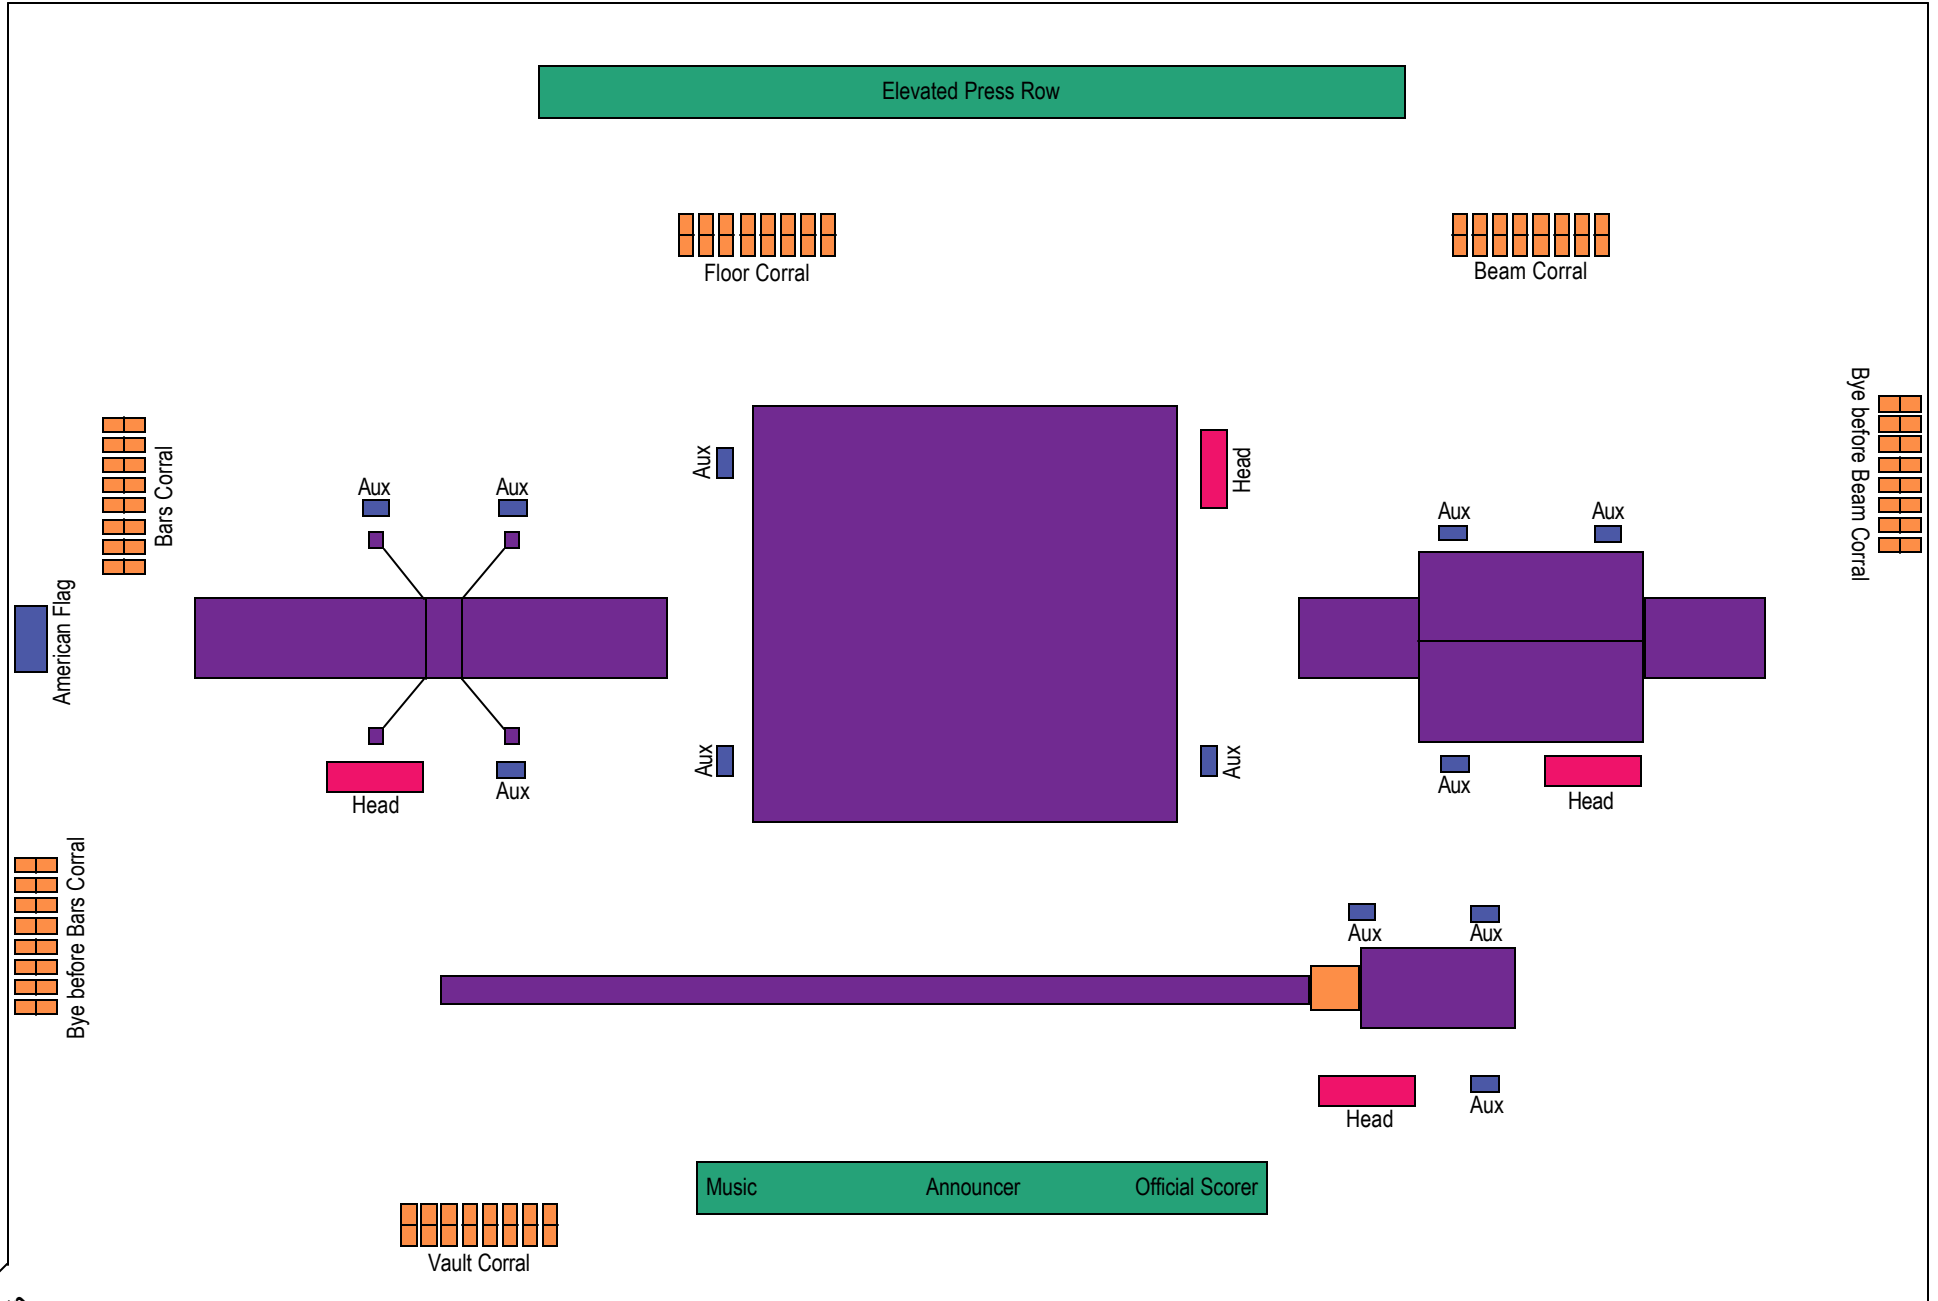 Elevated Press Row
Floor Corral
Beam Corral
Bye before Beam Corral
Bars Corral
Aux
Aux
Aux
Head
Aux
Aux
American Flag
Aux
Aux
Head
Aux
Aux
Head
Bye before Bars Corral
Aux
Aux
Head
Aux
Music
Announcer
Official Scorer
Vault Corral